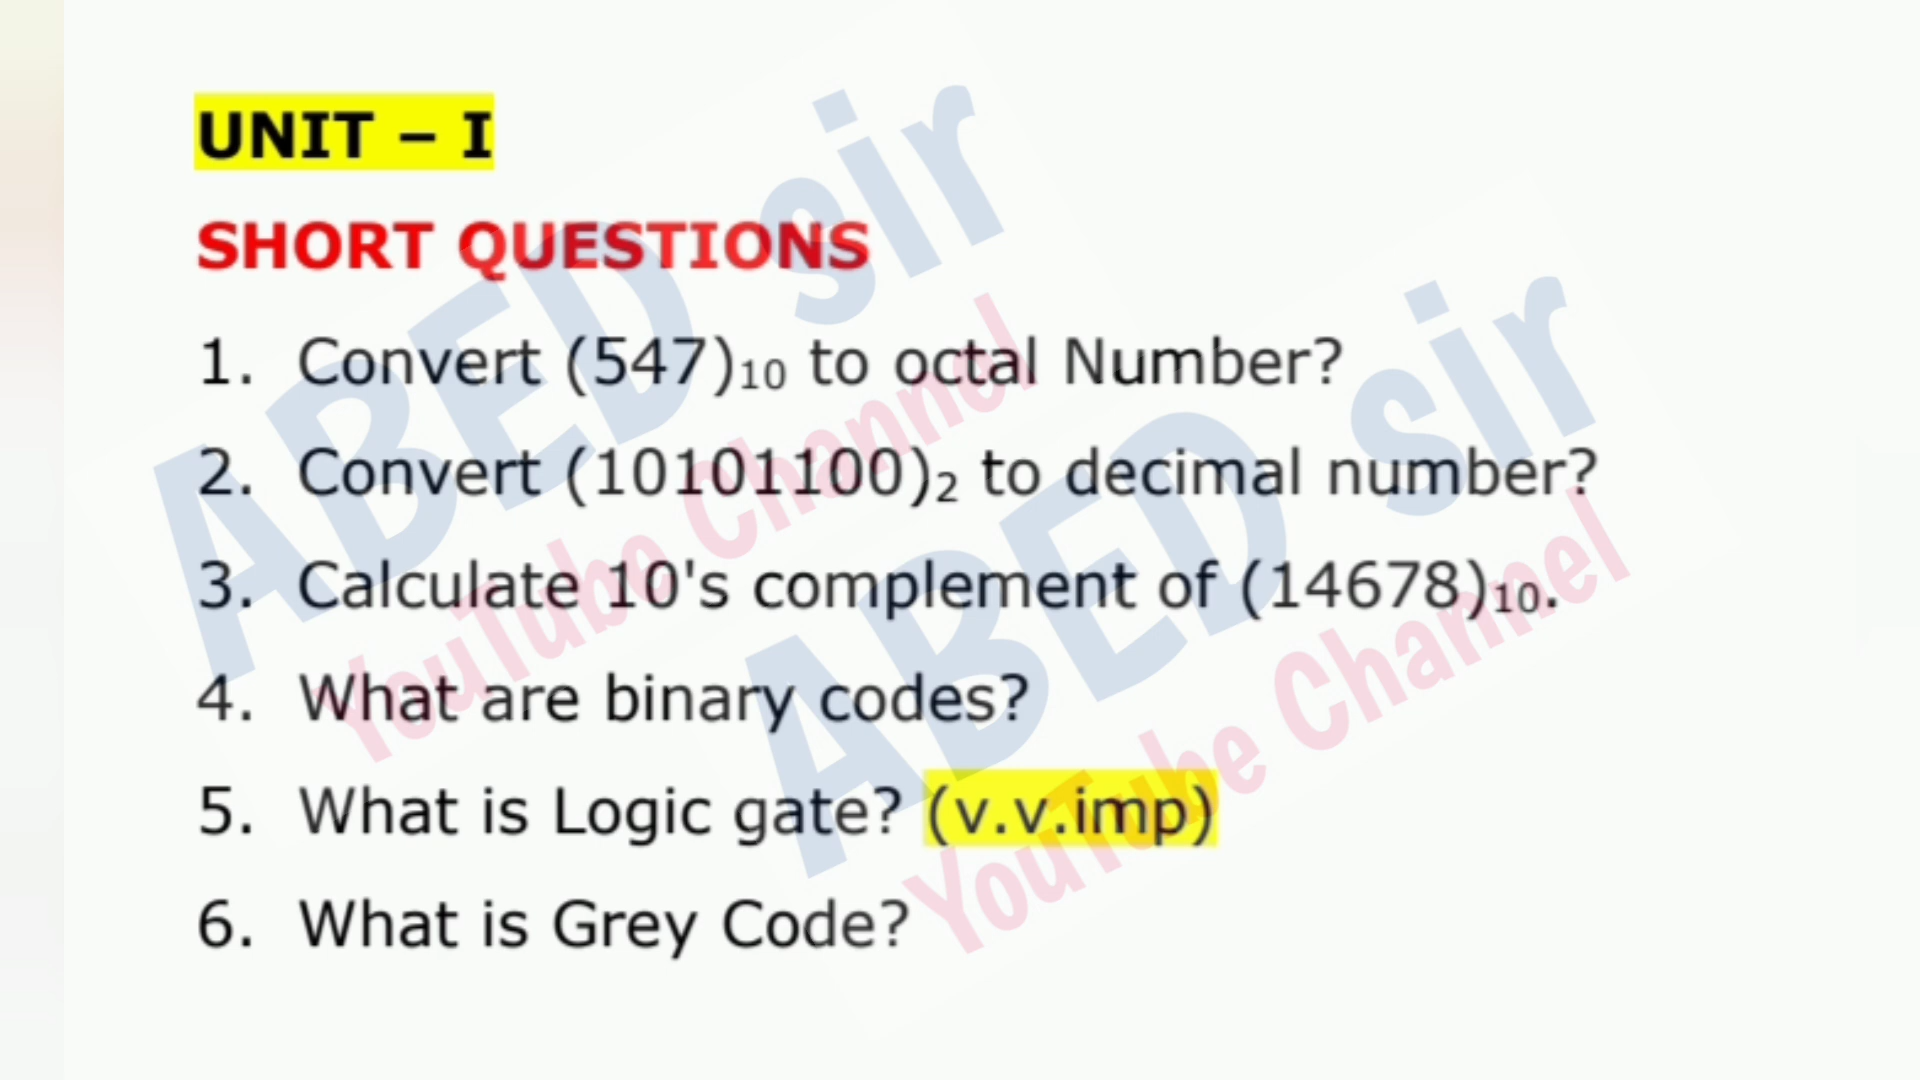 UNIT – I
SHORT QUESTIONS
1. Convert (547)₁₀ to octal Number?
2. Convert (10101100)₂ to decimal number?
3. Calculate 10's complement of (14678)₁₀.
4. What are binary codes?
5. What is Logic gate? (v.v.imp)
6. What is Grey Code?
ABED sir
YouTube Channel
ABED sir
YouTube Channel